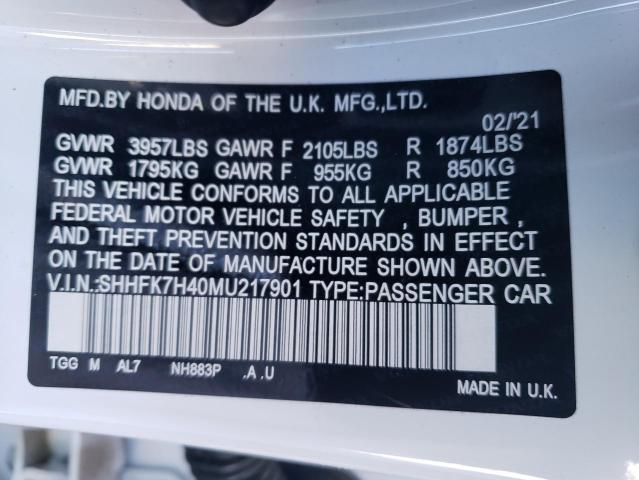 MFD.BY HONDA OF THE U.K. MFG.,LTD.
02/'21
GVWR 3957LBS GAWR F 2105LBS R 1874LBS
GVWR 1795KG GAWR F 955KG R 850KG
THIS VEHICLE CONFORMS TO ALL APPLICABLE
FEDERAL MOTOR VEHICLE SAFETY , BUMPER ,
AND THEFT PREVENTION STANDARDS IN EFFECT
ON THE DATE OF MANUFACTURE SHOWN ABOVE.
V.I.N.:SHHFK7H40MU217901 TYPE:PASSENGER CAR
TGG M AL7 NH883P .A .U
MADE IN U.K.